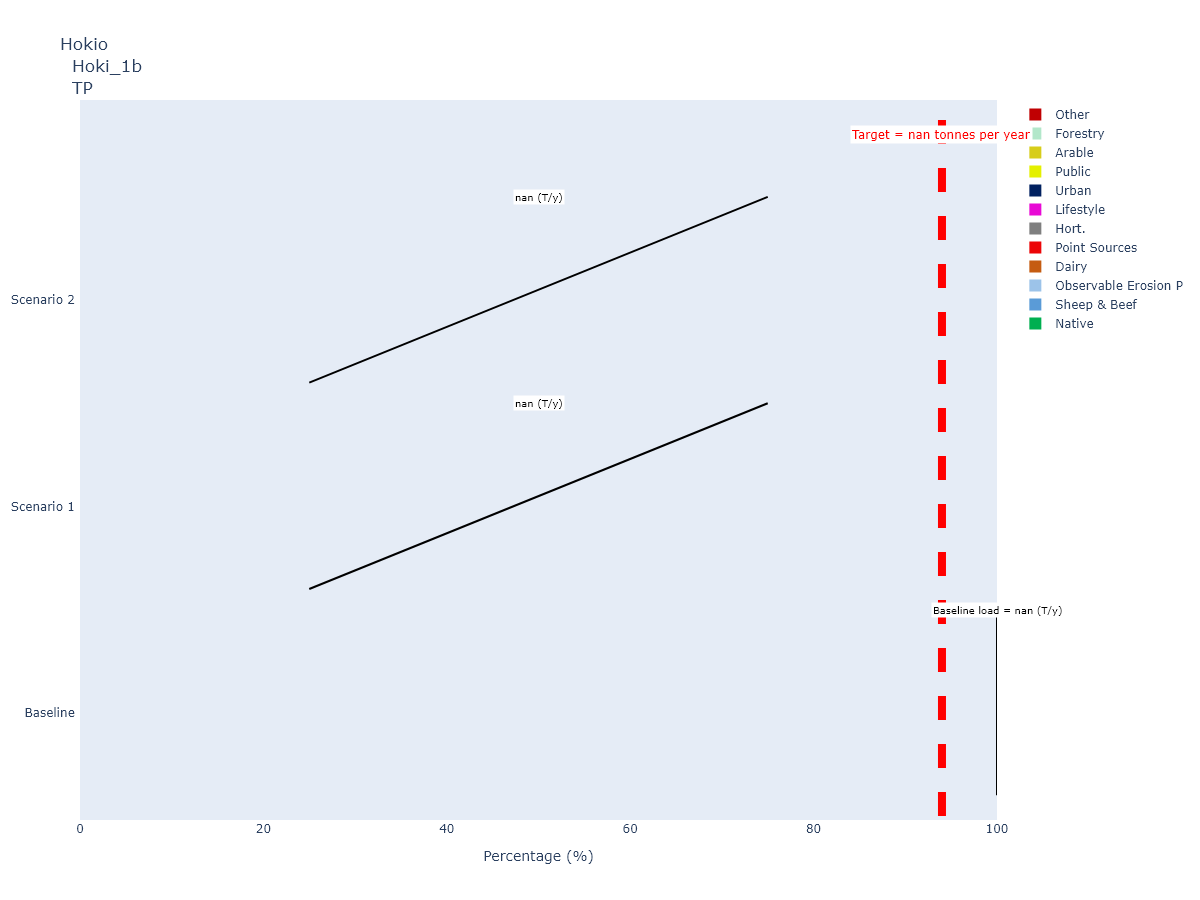 Hokio
Hoki_1b
TP
Target = nan tonnes per year
Other
Forestry
Arable
Public
Urban
Lifestyle
Hort.
Point Sources
Dairy
Observable Erosion P
Sheep & Beef
Native
nan (T/y)
Scenario 2
nan (T/y)
Scenario 1
Baseline load = nan (T/y)
Baseline
0 20 40 60 80 100
Percentage (%)